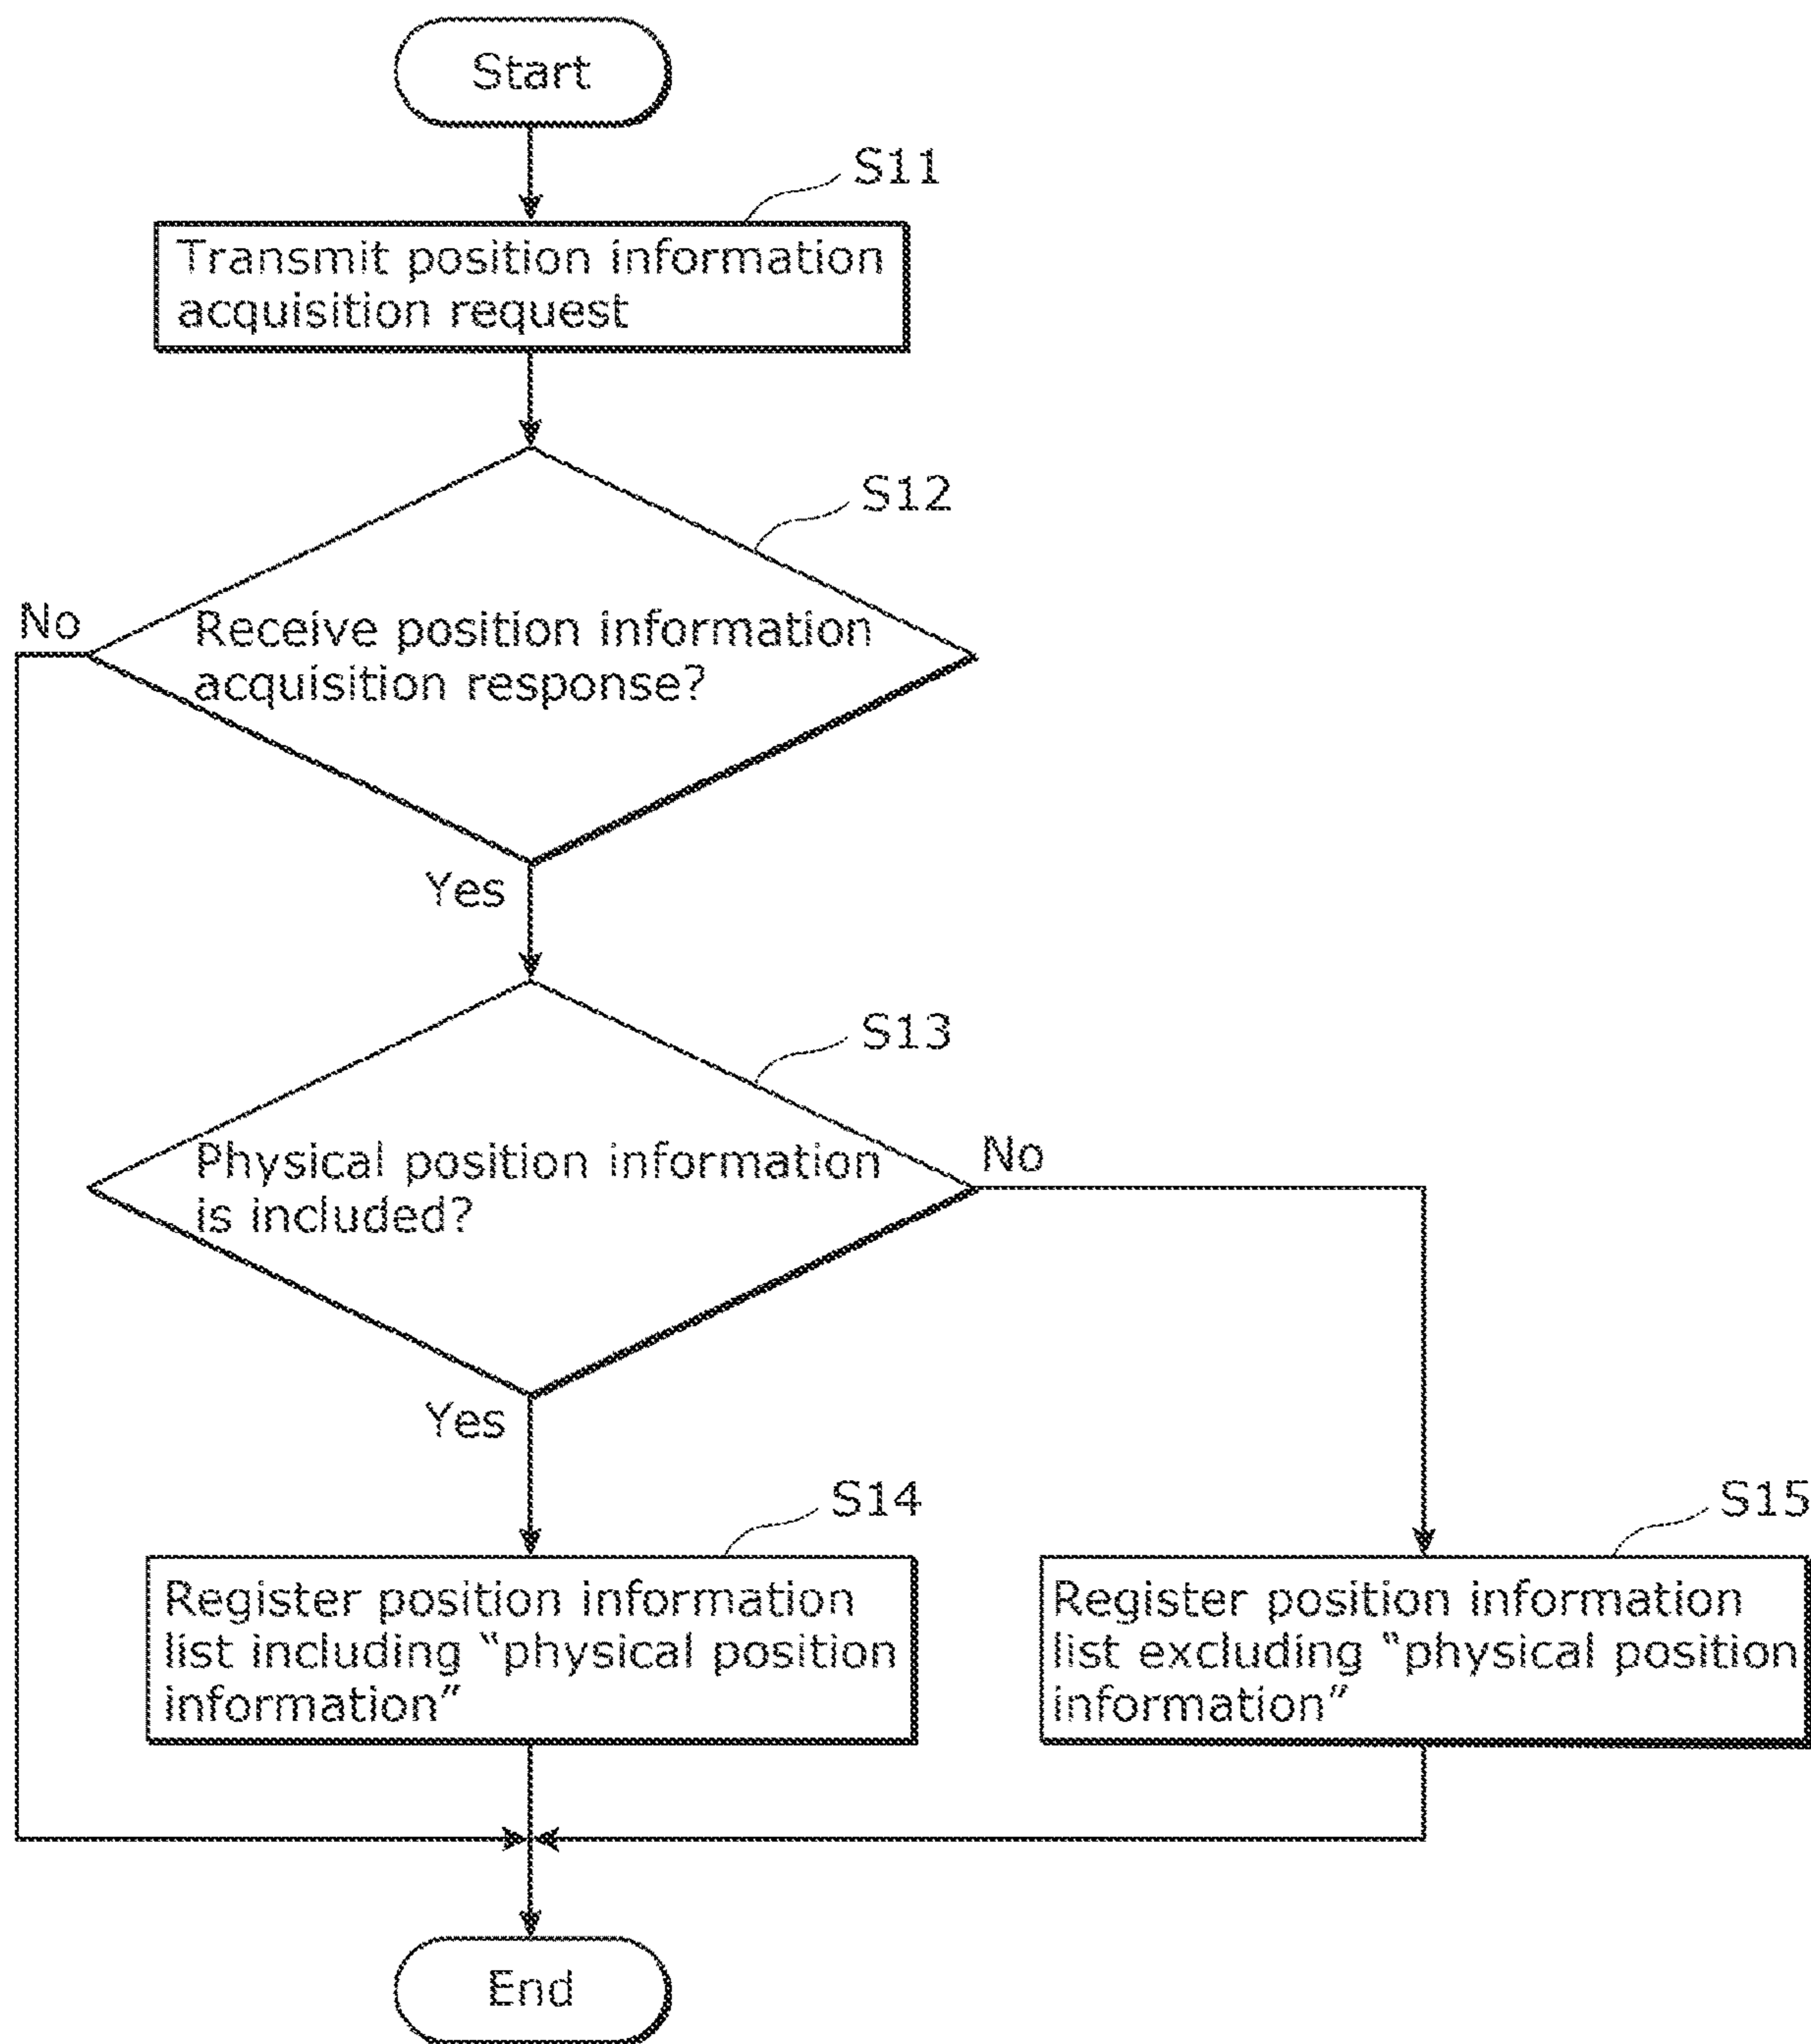 Start
S11
Transmit position information
acquisition request
S12
No
Receive position information
acquisition response?
Yes
S13
Physical position information
is included?
No
Yes
S14
Register position information
list including “physical position
information”
S15
Register position information
list excluding “physical position
information”
End